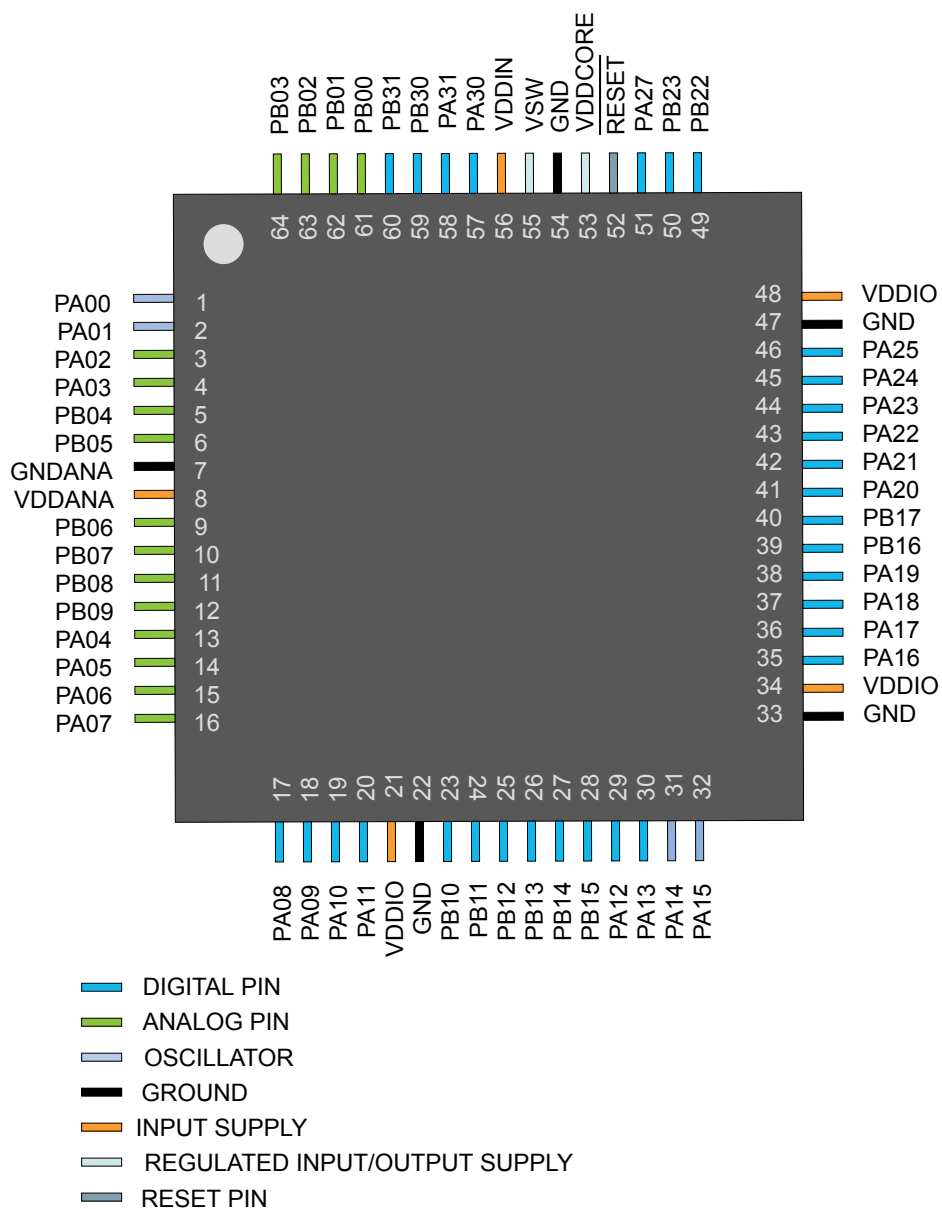 PB03
PB02
PB01
PB00
PB31
PB30
PA31
PA30
VDDIN
VSW
GND
VDDCORE
RESET
PA27
PB23
PB22
64
63
62
61
60
59
58
57
56
55
54
53
52
51
50
49
PA00 1
PA01 2
PA02 3
PA03 4
PB04 5
PB05 6
GNDANA 7
VDDANA 8
PB06 9
PB07 10
PB08 11
PB09 12
PA04 13
PA05 14
PA06 15
PA07 16
48 VDDIO
47 GND
46 PA25
45 PA24
44 PA23
43 PA22
42 PA21
41 PA20
40 PB17
39 PB16
38 PA19
37 PA18
36 PA17
35 PA16
34 VDDIO
33 GND
17
18
19
20
21
22
23
24
25
26
27
28
29
30
31
32
PA08
PA09
PA10
PA11
VDDIO
GND
PB10
PB11
PB12
PB13
PB14
PB15
PA12
PA13
PA14
PA15
DIGITAL PIN
ANALOG PIN
OSCILLATOR
GROUND
INPUT SUPPLY
REGULATED INPUT/OUTPUT SUPPLY
RESET PIN